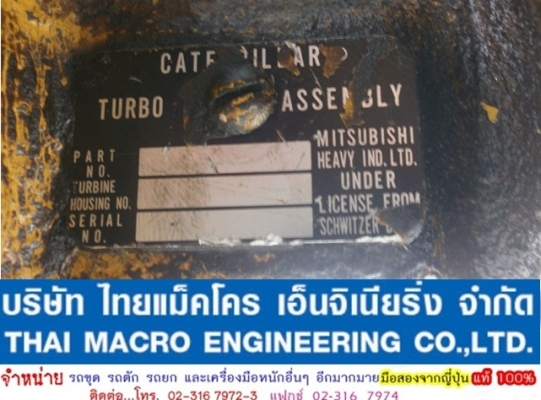 CATERPILLAR
TURBO ASSEMBLY
PART NO.
TURBINE HOUSING NO.
SERIAL NO.
MITSUBISHI
HEAVY IND. LTD.
UNDER
LICENSE FROM
SCHWITZER
บริษัท ไทยแม็คโคร เอ็นจิเนียริ่ง จำกัด
THAI MACRO ENGINEERING CO.,LTD.
จำหน่าย รถขุด รถตัก รถยก และเครื่องมือหนักอื่นๆ อีกมากมายมือสองจากญี่ปุ่น แท้ 100%
ติดต่อ...โทร. 02-316 7972-3 แฟกซ์ 02-316 7974